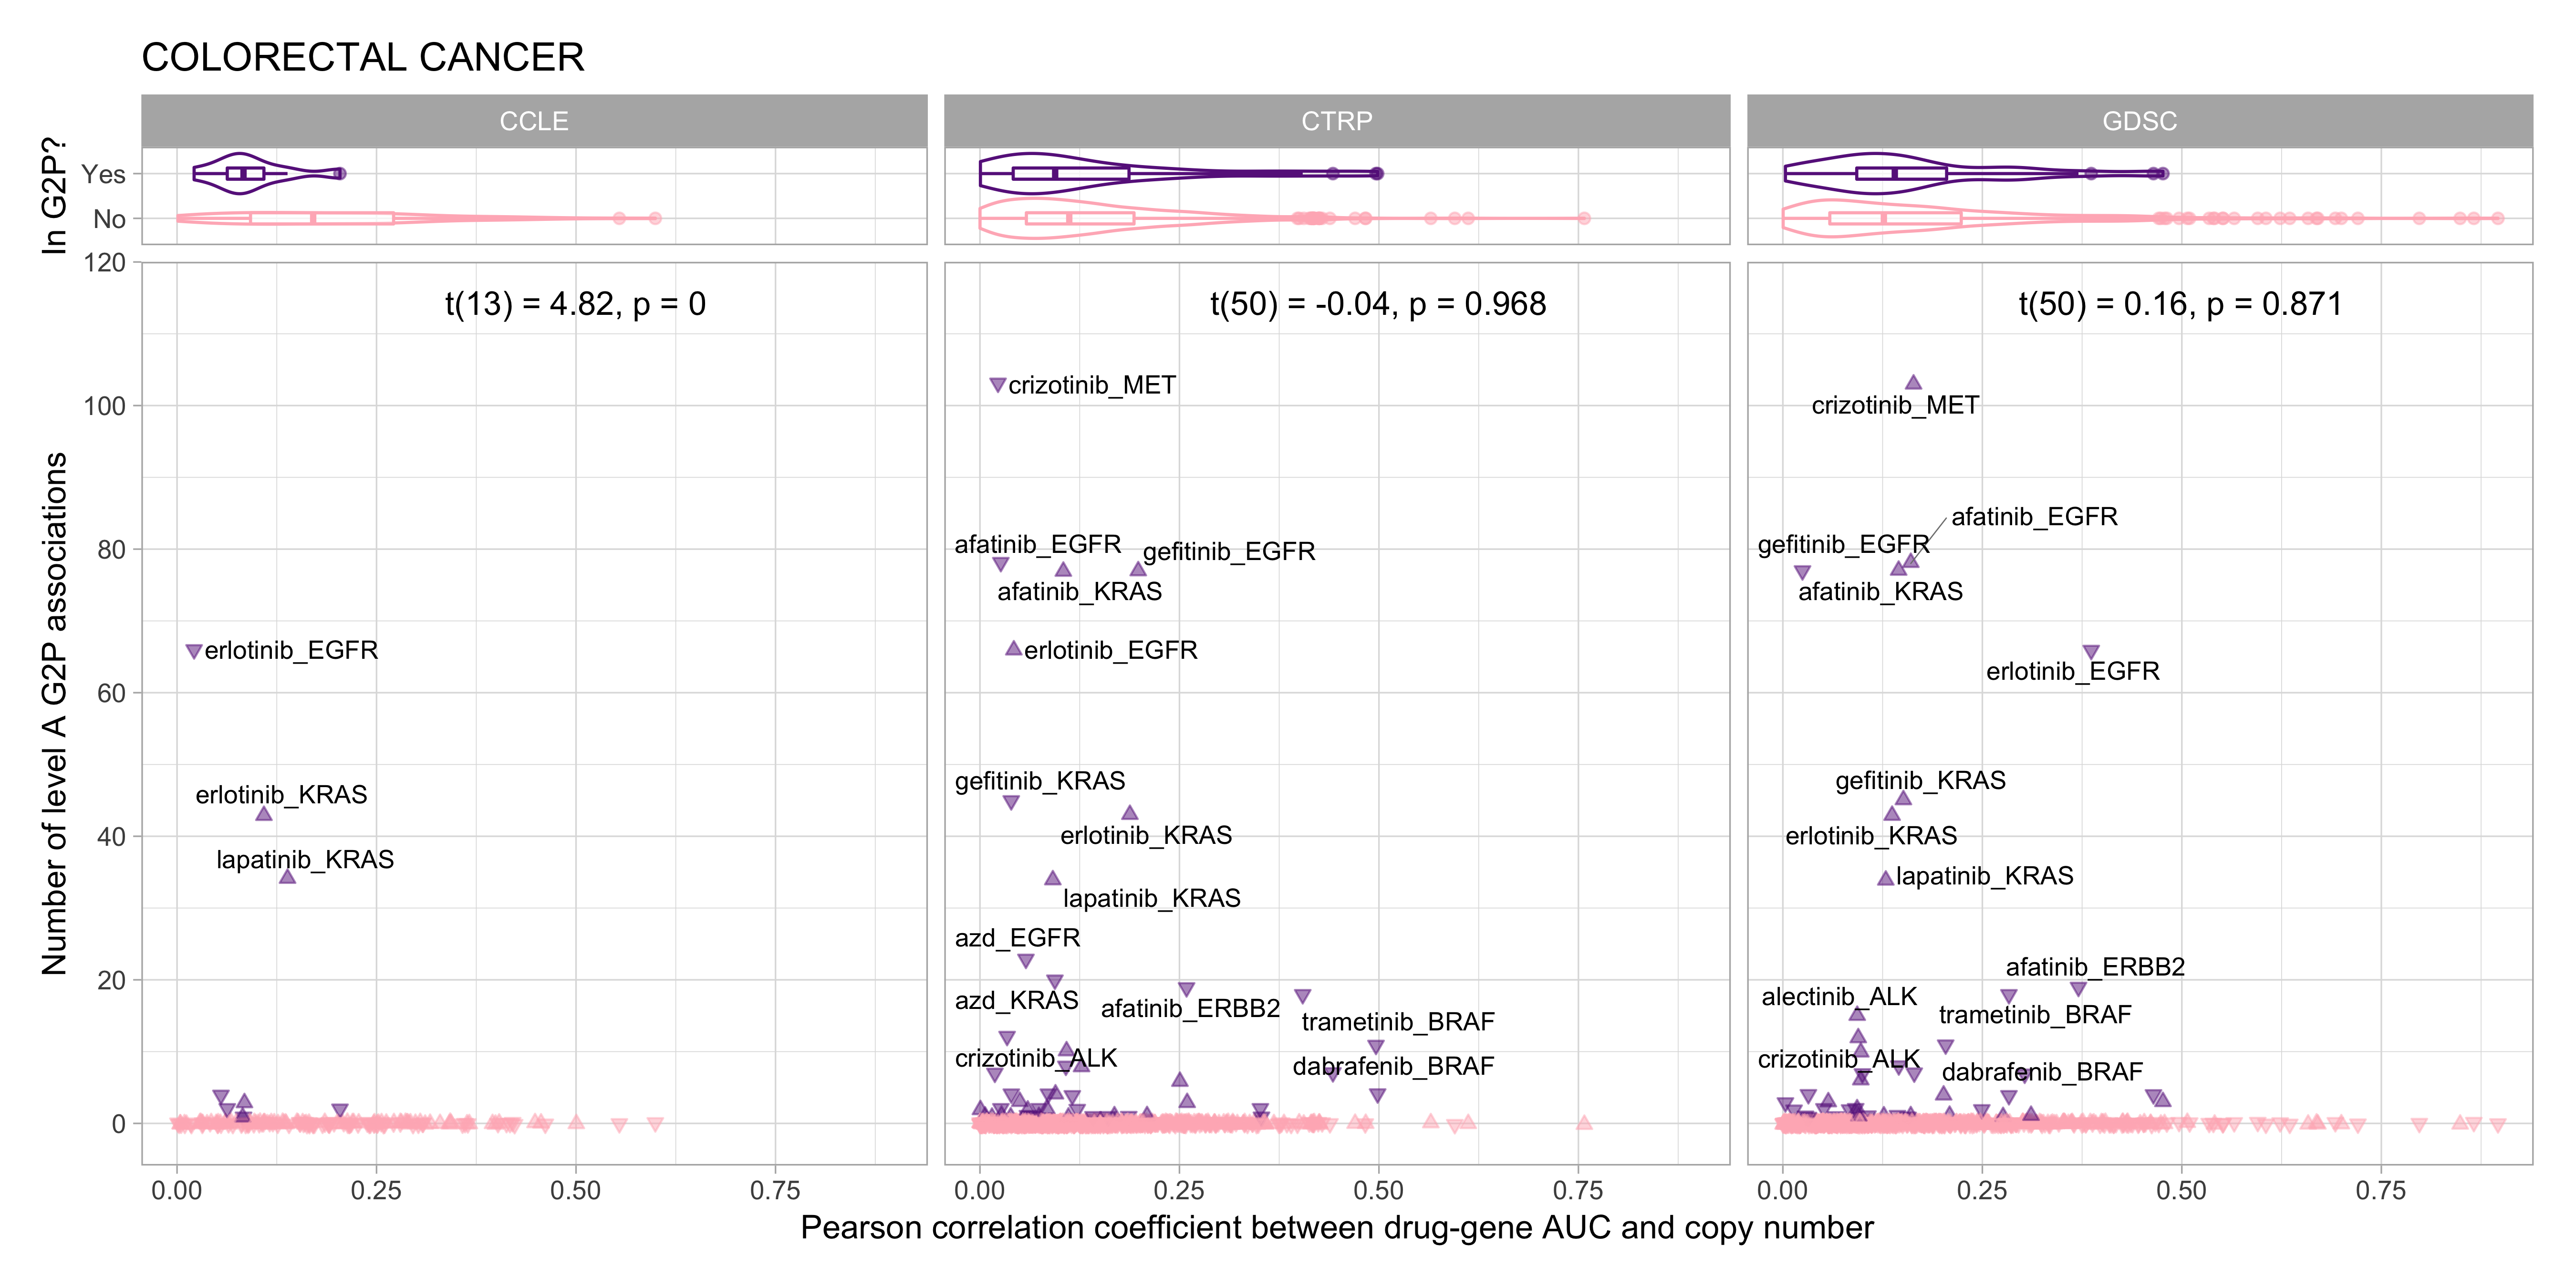 COLORECTAL CANCER
CCLE
CTRP
GDSC
In G2P?
Yes
No
Number of level A G2P associations
120
100
80
60
40
20
0
t(13) = 4.82, p = 0
erlotinib_EGFR
erlotinib_KRAS
lapatinib_KRAS
t(50) = -0.04, p = 0.968
crizotinib_MET
afatinib_EGFR
gefitinib_EGFR
afatinib_KRAS
erlotinib_EGFR
gefitinib_KRAS
erlotinib_KRAS
lapatinib_KRAS
azd_EGFR
azd_KRAS
afatinib_ERBB2
trametinib_BRAF
crizotinib_ALK
dabrafenib_BRAF
t(50) = 0.16, p = 0.871
crizotinib_MET
afatinib_EGFR
gefitinib_EGFR
afatinib_KRAS
erlotinib_EGFR
gefitinib_KRAS
erlotinib_KRAS
lapatinib_KRAS
afatinib_ERBB2
alectinib_ALK
trametinib_BRAF
crizotinib_ALK
dabrafenib_BRAF
0.00 0.25 0.50 0.75
0.00 0.25 0.50 0.75
0.00 0.25 0.50 0.75
Pearson correlation coefficient between drug-gene AUC and copy number